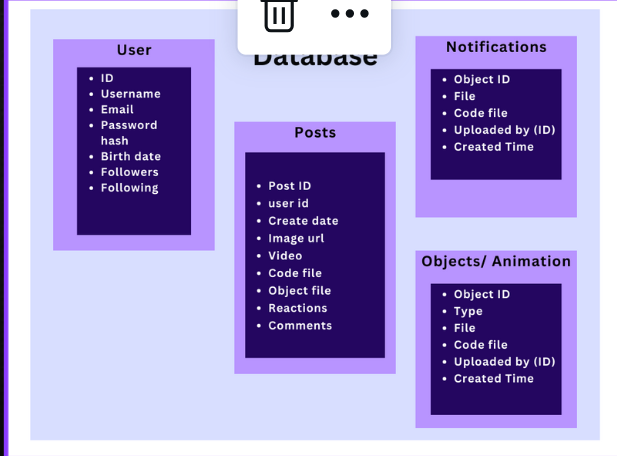 Database
User
ID
Username
Email
Password
hash
Birth date
Followers
Following
Posts
Post ID
user id
Create date
Image url
Video
Code file
Object file
Reactions
Comments
Notifications
Object ID
File
Code file
Uploaded by (ID)
Created Time
Objects/ Animation
Object ID
Type
File
Code file
Uploaded by (ID)
Created Time